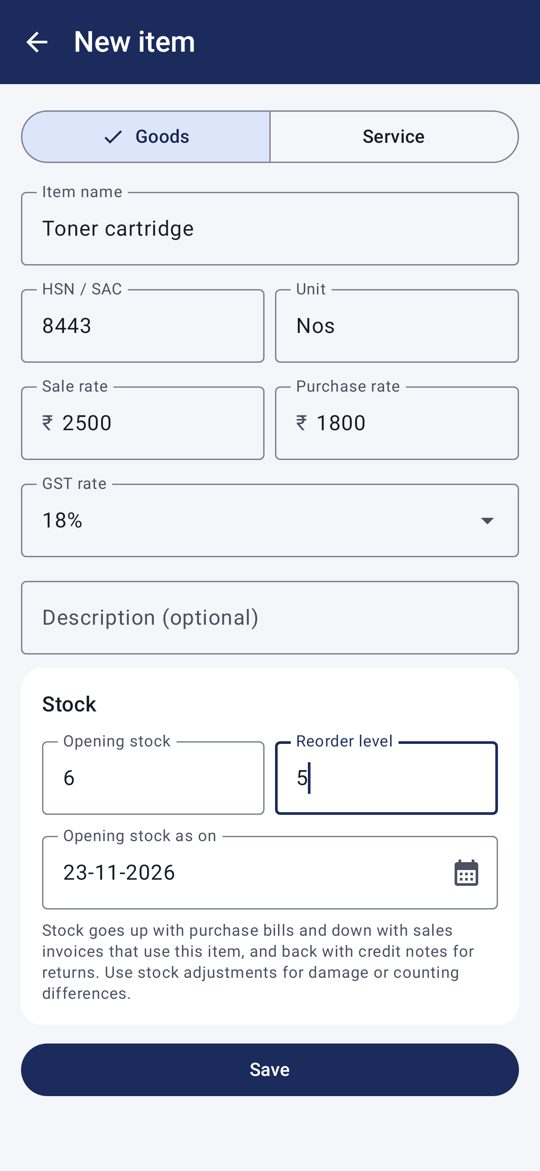 New item
Goods
Service
Item name
Toner cartridge
HSN / SAC
8443
Unit
Nos
Sale rate
₹ 2500
Purchase rate
₹ 1800
GST rate
18%
Description (optional)
Stock
Opening stock
6
Reorder level
5
Opening stock as on
23-11-2026
Stock goes up with purchase bills and down with sales
invoices that use this item, and back with credit notes for
returns. Use stock adjustments for damage or counting
differences.
Save